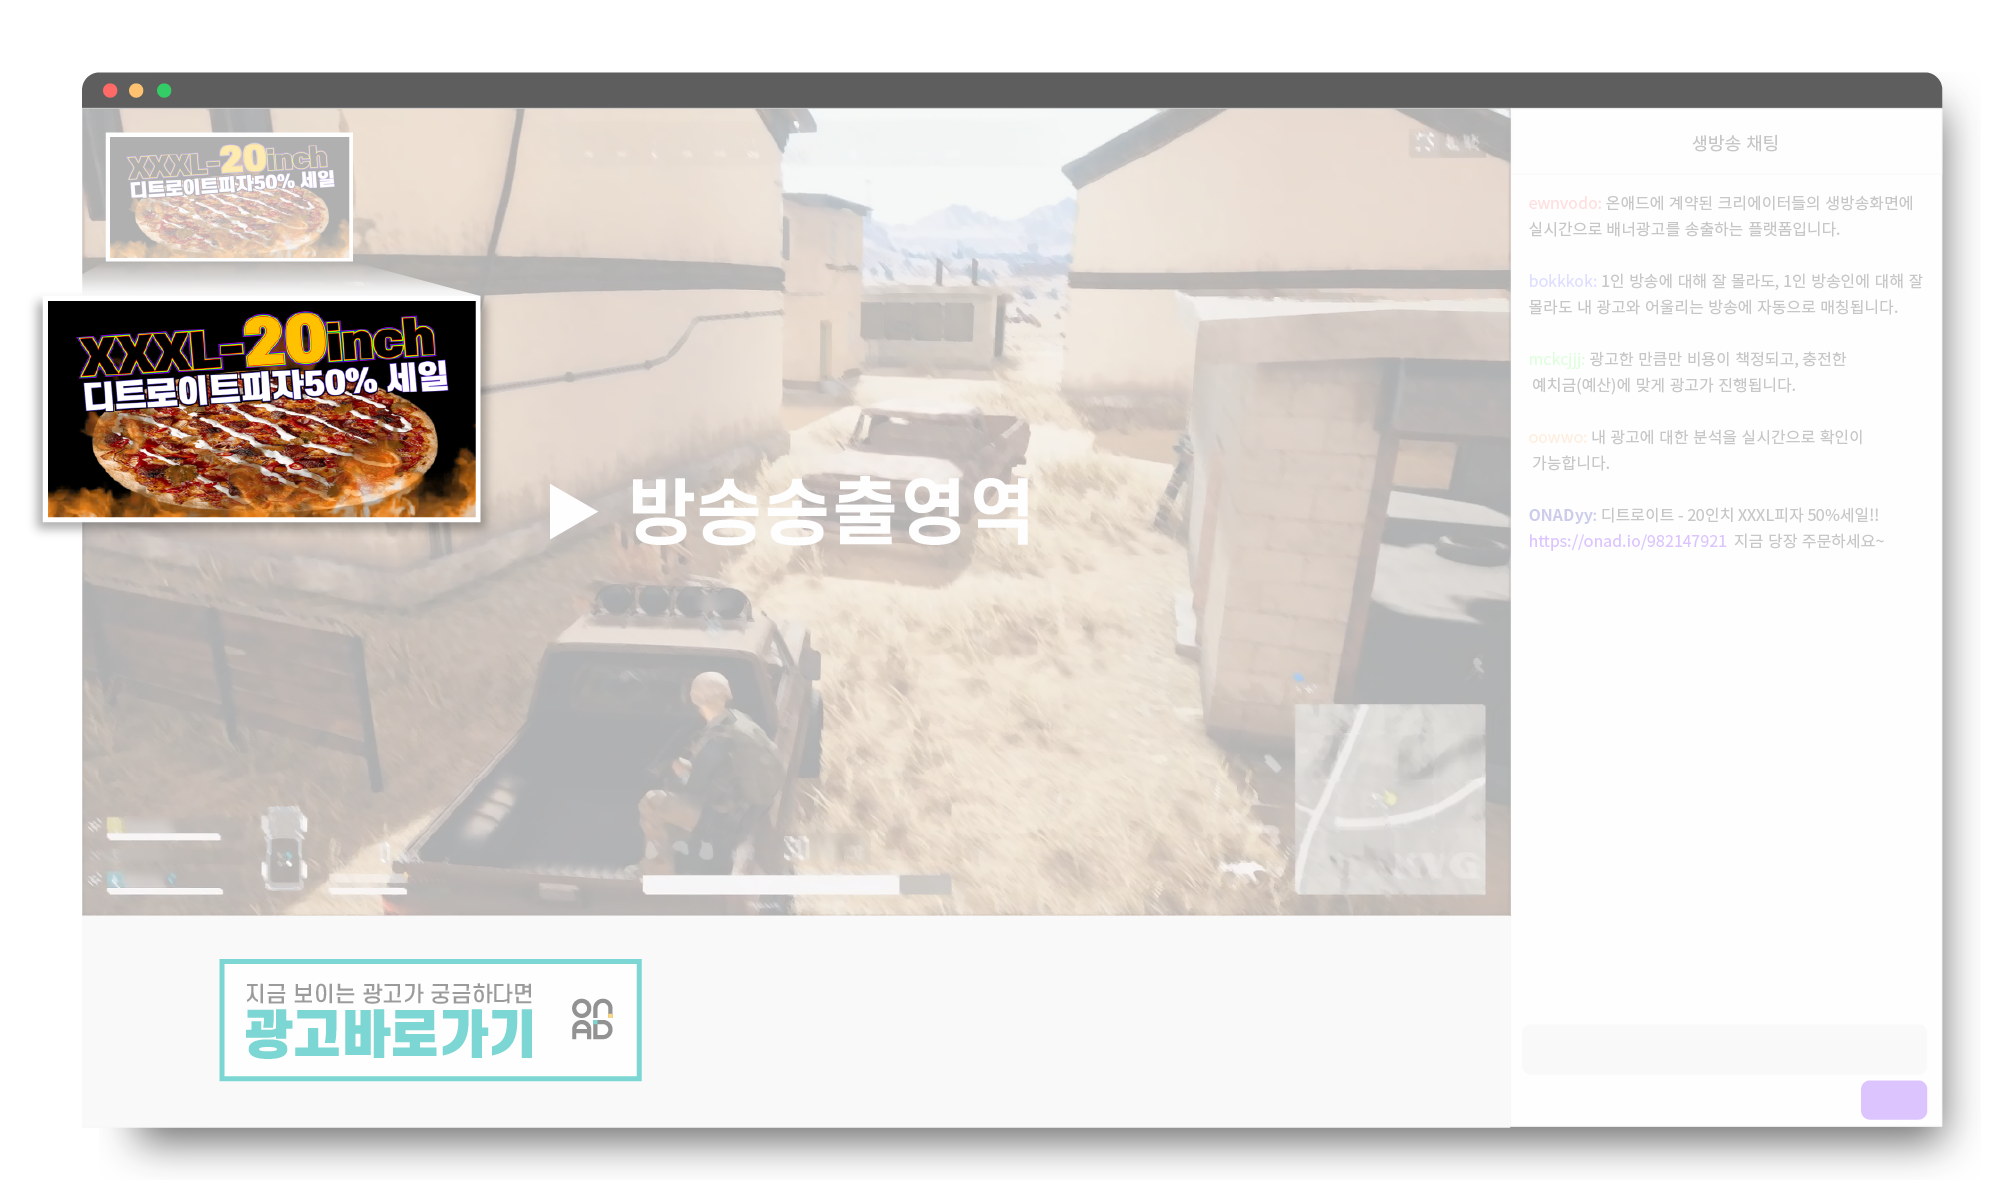 XXXL-20inch
디트로이트피자50% 세일
XXXL-20inch
디트로이트피자50% 세일
방송송출영역
지금 보이는 광고가 궁금하다면
광고바로가기
ON
AD
생방송 채팅
ewnvodo: 온애드에 계약된 크리에이터들의 생방송화면에
실시간으로 배너광고를 송출하는 플랫폼입니다.
bokkkok: 1인 방송에 대해 잘 몰라도, 1인 방송인에 대해 잘
몰라도 내 광고와 어울리는 방송에 자동으로 매칭됩니다.
mckcjjj: 광고한 만큼만 비용이 책정되고, 충전한
예치금(예산)에 맞게 광고가 진행됩니다.
oowwo: 내 광고에 대한 분석을 실시간으로 확인이
가능합니다.
ONADyy: 디트로이트 - 20인치 XXXL피자 50%세일!!
https://onad.io/982147921 지금 당장 주문하세요~